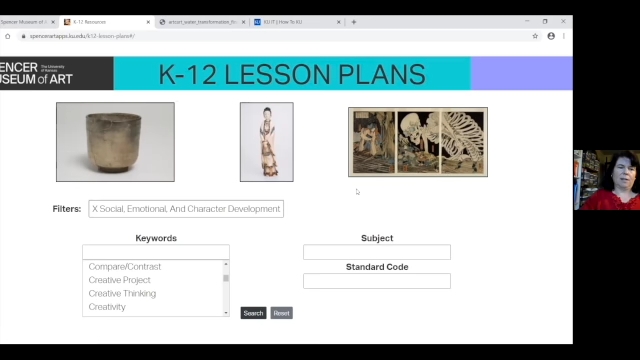 Spencer Museum of A
K-12 Resources
artcart_water_transformation_fin
KU IT | How To KU
spencerartapps.ku.edu/k12-lesson-plans#/
ENCER The University of Kansas
USEUM of ART
K-12 LESSON PLANS
Filters: X Social, Emotional, And Character Development
Keywords
Subject
Compare/Contrast
Standard Code
Creative Project
Creative Thinking
Creativity
Search
Reset